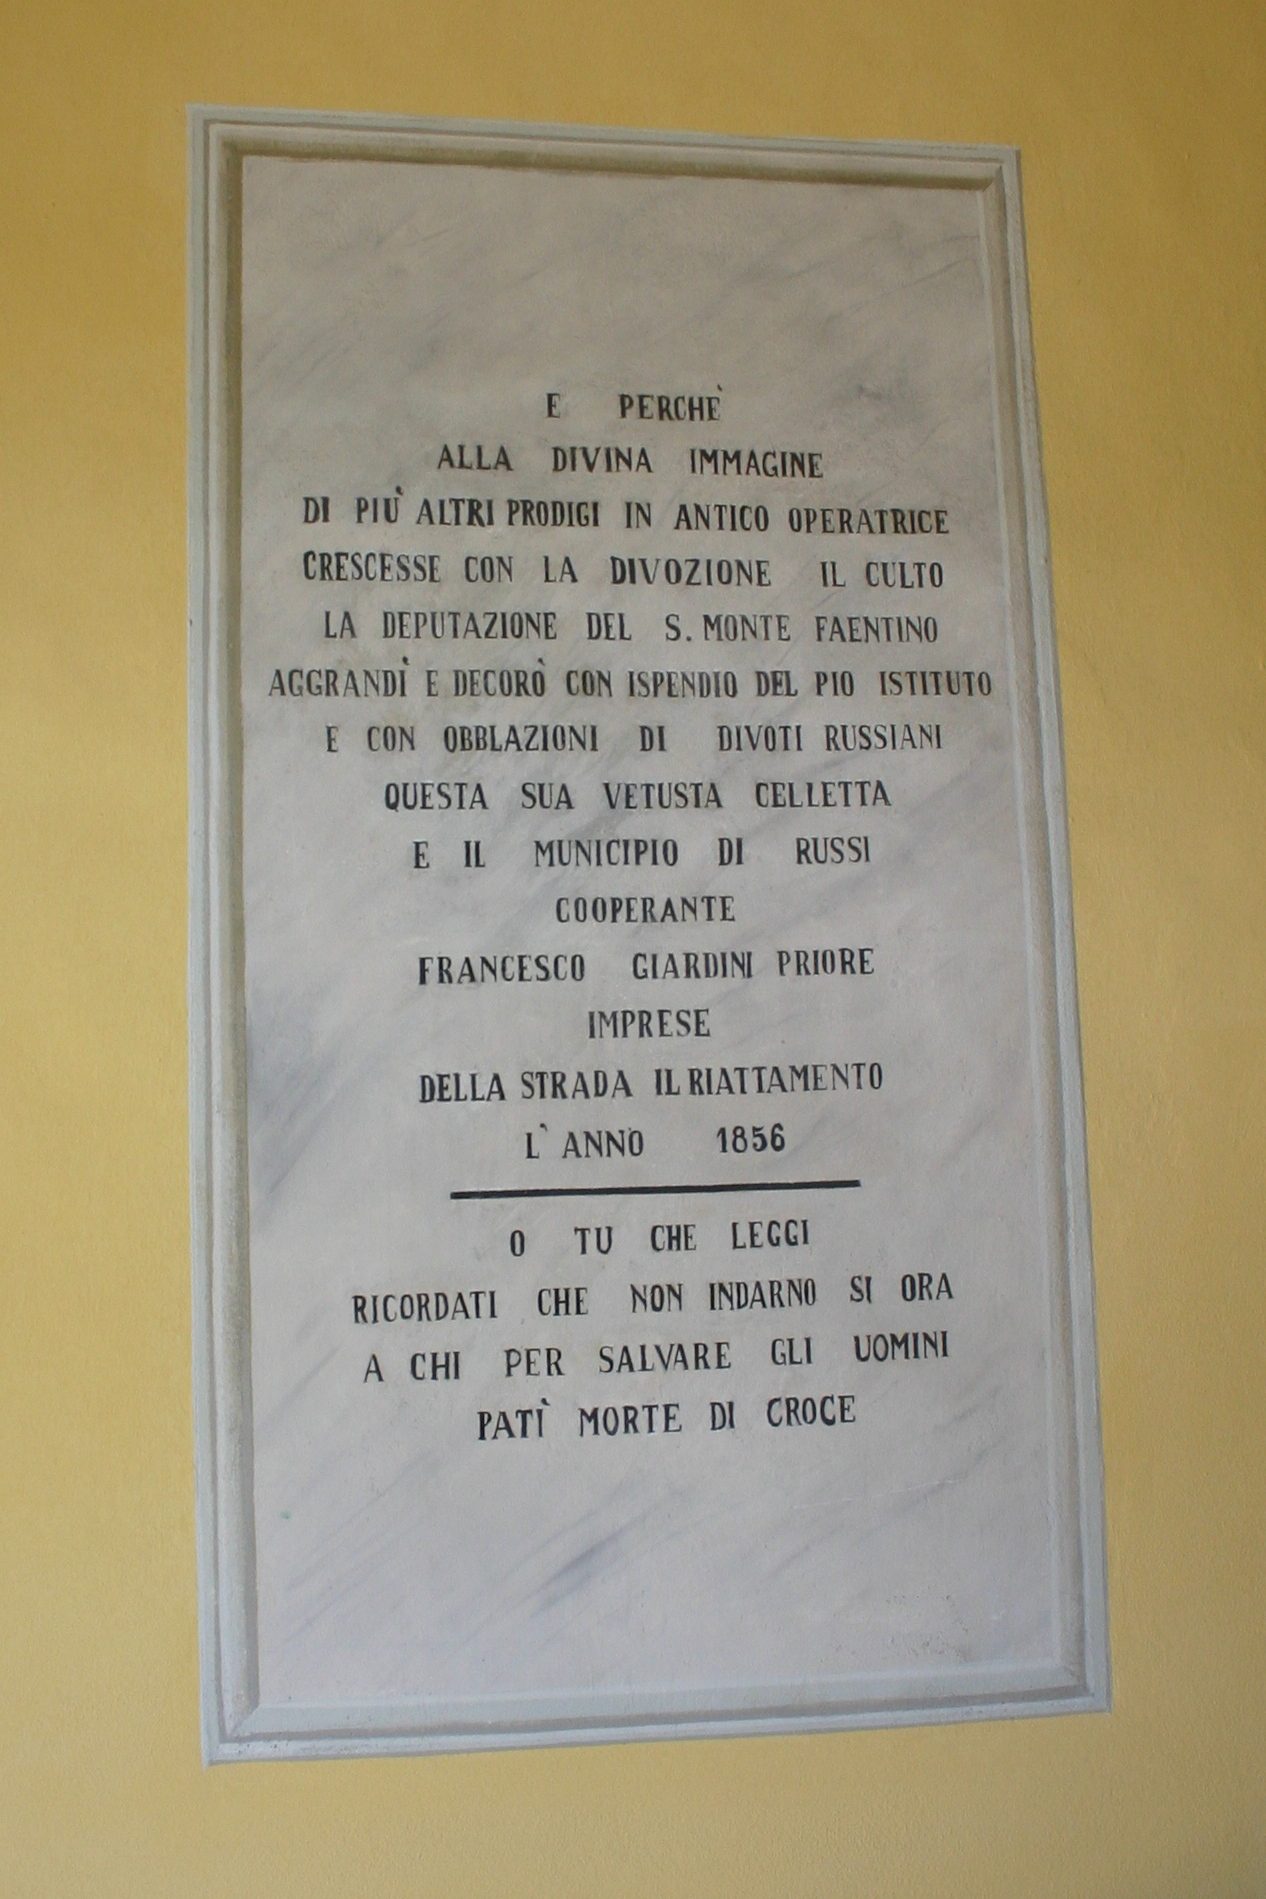 E PERCHÈ
ALLA DIVINA IMMAGINE
DI PIÙ ALTRI PRODIGI IN ANTICO OPERATRICE
CRESCESSE CON LA DIVOZIONE IL CULTO
LA DEPUTAZIONE DEL S. MONTE FAENTINO
AGGRANDÌ E DECORÒ CON ISPENDIO DEL PIO ISTITUTO
E CON OBBLAZIONI DI DIVOTI RUSSIANI
QUESTA SUA VETUSTA CELLETTA
E IL MUNICIPIO DI RUSSI
COOPERANTE
FRANCESCO GIARDINI PRIORE
IMPRESE
DELLA STRADA IL RIATTAMENTO
L'ANNO 1856
O TU CHE LEGGI
RICORDATI CHE NON INDARNO SI ORA
A CHI PER SALVARE GLI UOMINI
PATÌ MORTE DI CROCE